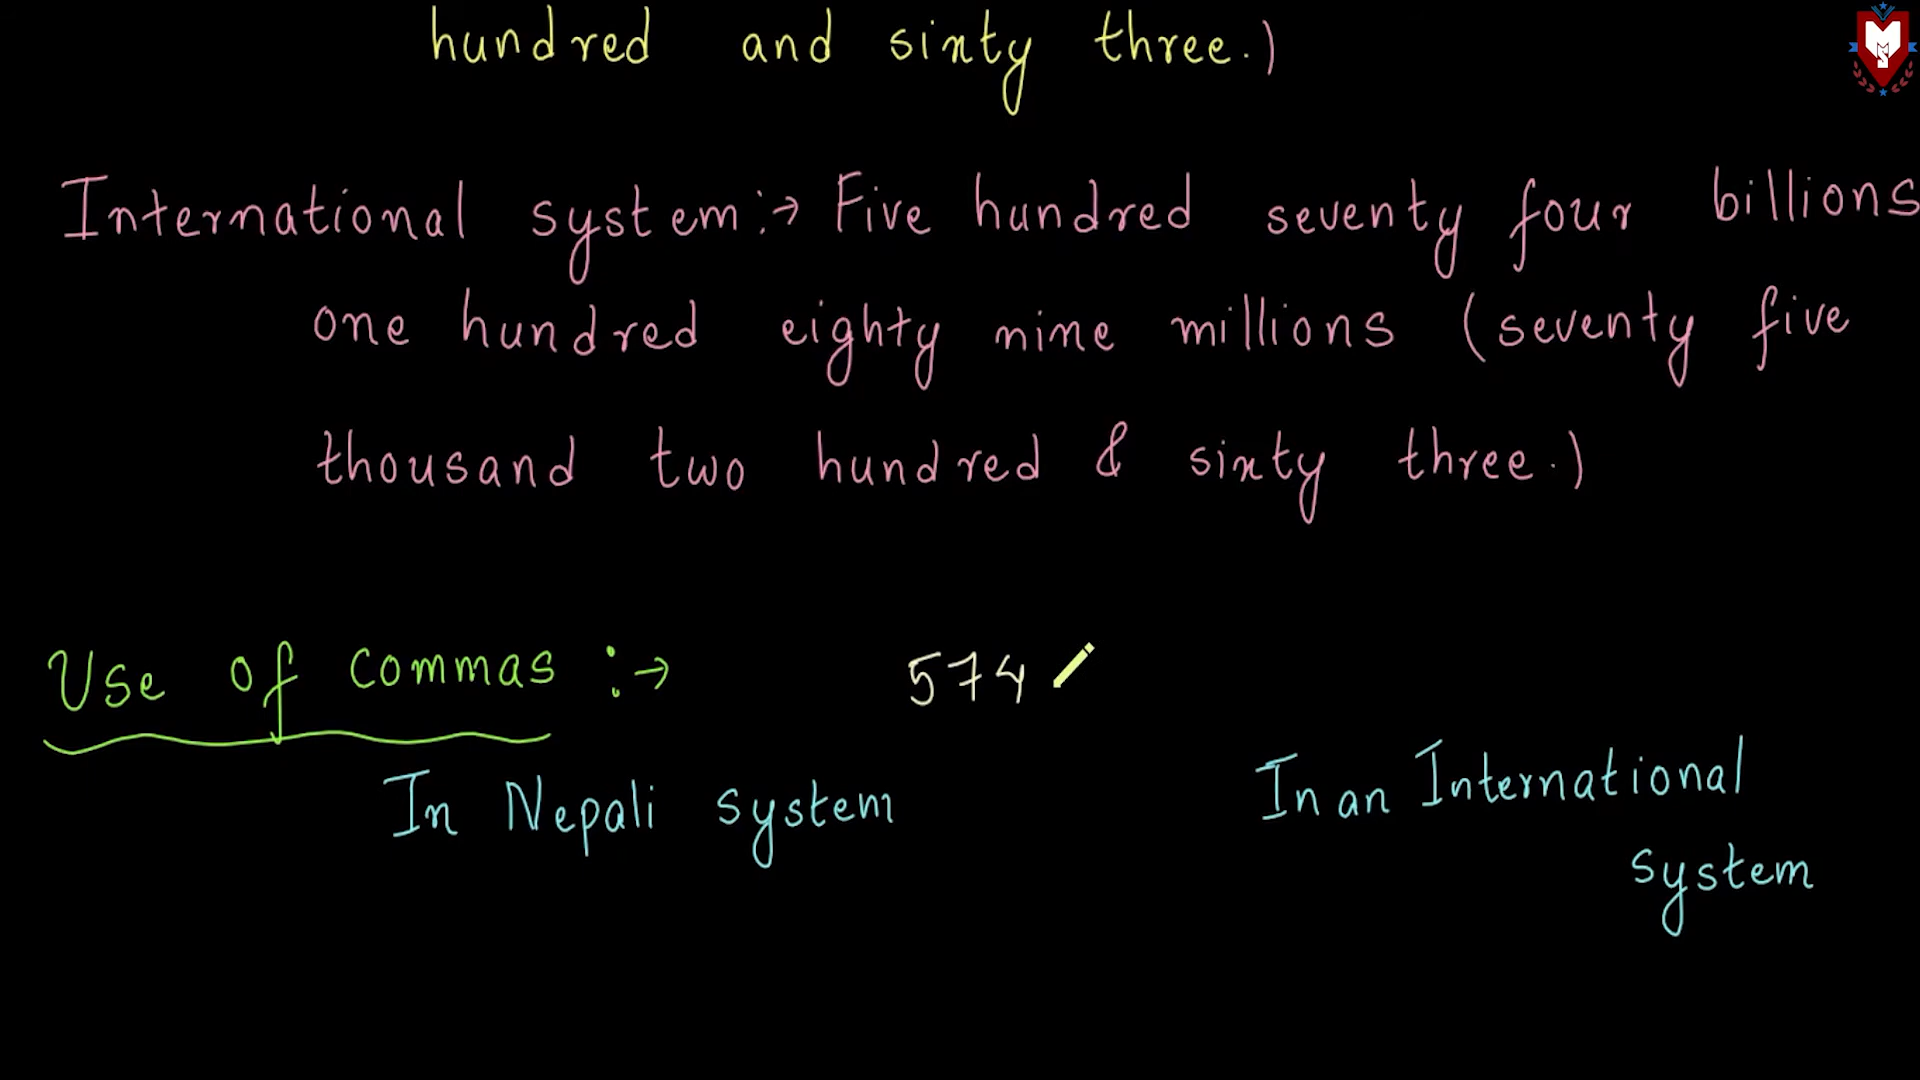 hundred and sixty three.)
International system :→ Five hundred seventy four billions
one hundred eighty nine millions (seventy five
thousand two hundred & sixty three.)
Use of commas :→ 574
In Nepali system
In an International
system